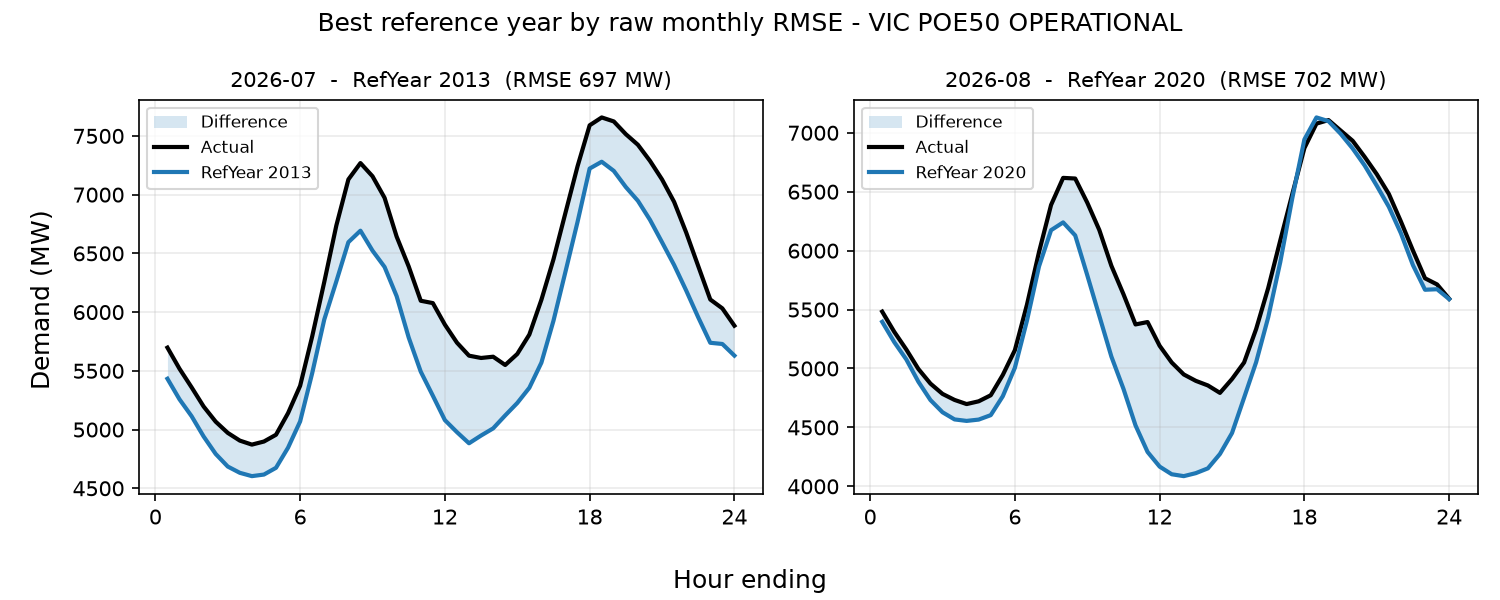 Best reference year by raw monthly RMSE - VIC POE50 OPERATIONAL
2026-07 - RefYear 2013 (RMSE 697 MW)
Difference
Actual
RefYear 2013
7500
7000
6500
6000
5500
5000
4500
0 6 12 18 24
2026-08 - RefYear 2020 (RMSE 702 MW)
Difference
Actual
RefYear 2020
7000
6500
6000
5500
5000
4500
4000
0 6 12 18 24
Demand (MW)
Hour ending